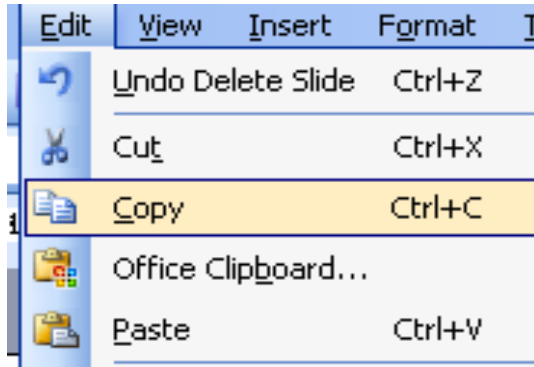 Edit View Insert Format
Undo Delete Slide Ctrl+Z
Cut Ctrl+X
Copy Ctrl+C
Office Clipboard...
Paste Ctrl+V